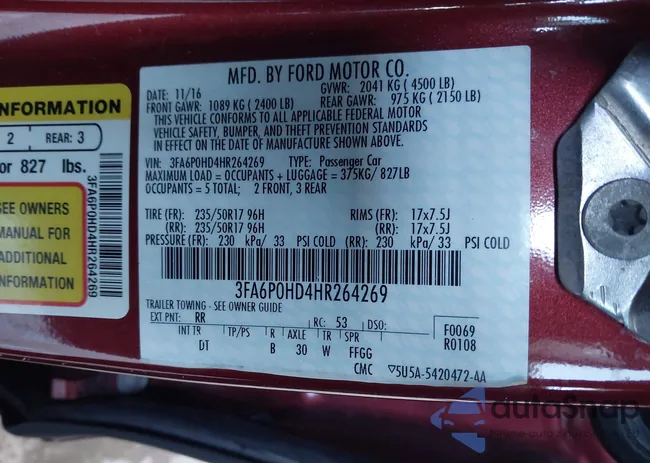 MFD. BY FORD MOTOR CO.
DATE: 11/16 GVWR: 2041 KG ( 4500 LB)
FRONT GAWR: 1089 KG ( 2400 LB) REAR GAWR: 975 KG ( 2150 LB)
THIS VEHICLE CONFORMS TO ALL APPLICABLE FEDERAL MOTOR
VEHICLE SAFETY, BUMPER, AND THEFT PREVENTION STANDARDS
IN EFFECT ON THE DATE OF MANUFACTURE SHOWN ABOVE.
VIN: 3FA6P0HD4HR264269 TYPE: Passenger Car
MAXIMUM LOAD = OCCUPANTS + LUGGAGE = 375KG/ 827LB
OCCUPANTS = 5 TOTAL; 2 FRONT, 3 REAR
TIRE (FR): 235/50R17 96H RIMS (FR): 17x7.5J
(RR): 235/50R17 96H (RR): 17x7.5J
PRESSURE (FR): 230 kPa/ 33 PSI COLD (RR): 230 kPa/ 33 PSI COLD
3FA6P0HD4HR264269
TRAILER TOWING - SEE OWNER GUIDE
EXT PNT: RR RC: 53 DSO: F0069
INT TR TP/PS R AXLE TR SPR R0108
DT B 30 W FFGG
CMC 5U5A-5420472-AA
INFORMATION
2 REAR: 3
or 827 lbs.
SEE OWNERS
MANUAL FOR
ADDITIONAL
INFORMATION
3FA6P0HD4HR264269
autoSnap